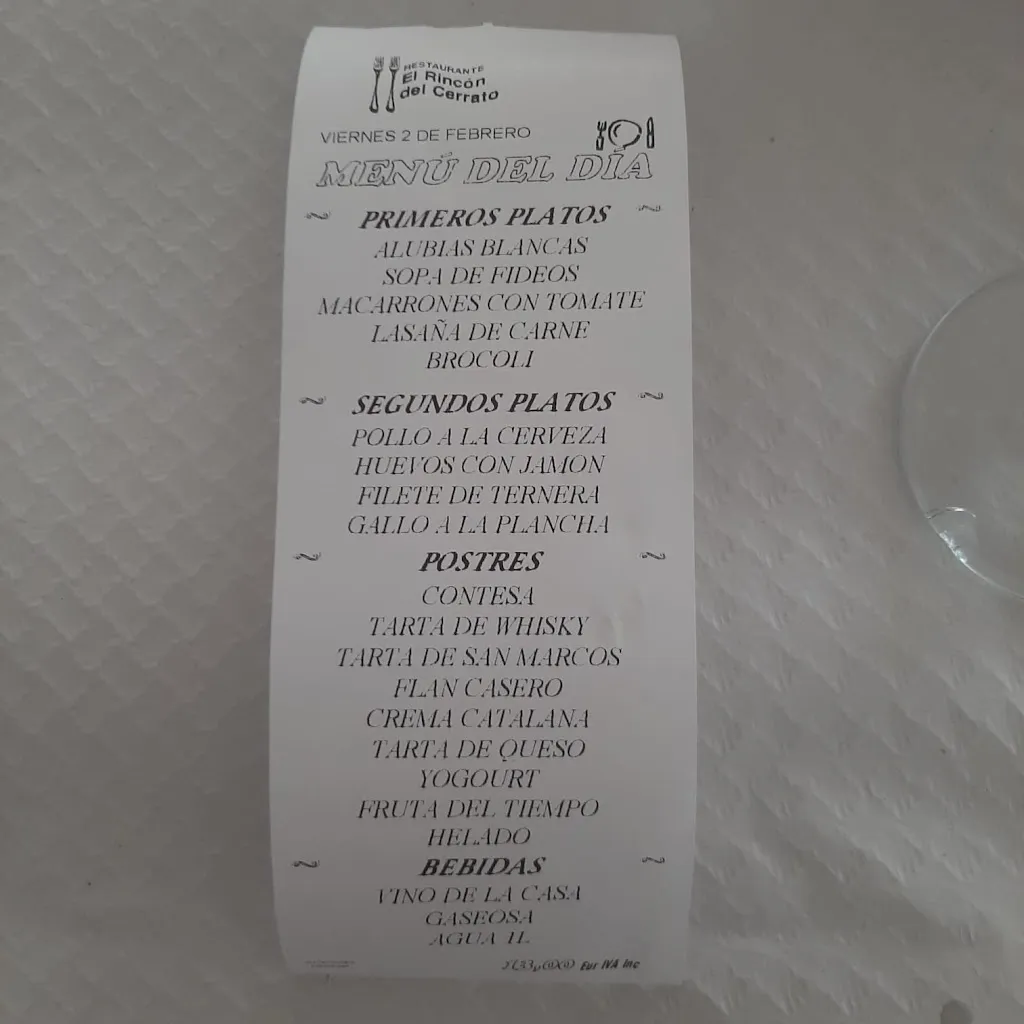 RESTAURANTE
El Rincón
del Cerrato
VIERNES 2 DE FEBRERO
MENÚ DEL DÍA
PRIMEROS PLATOS
ALUBIAS BLANCAS
SOPA DE FIDEOS
MACARRONES CON TOMATE
LASAÑA DE CARNE
BROCOLI
SEGUNDOS PLATOS
POLLO A LA CERVEZA
HUEVOS CON JAMON
FILETE DE TERNERA
GALLO A LA PLANCHA
POSTRES
CONTESA
TARTA DE WHISKY
TARTA DE SAN MARCOS
FLAN CASERO
CREMA CATALANA
TARTA DE QUESO
YOGOURT
FRUTA DEL TIEMPO
HELADO
BEBIDAS
VINO DE LA CASA
GASEOSA
AGUA 1L
Eur IVA Inc